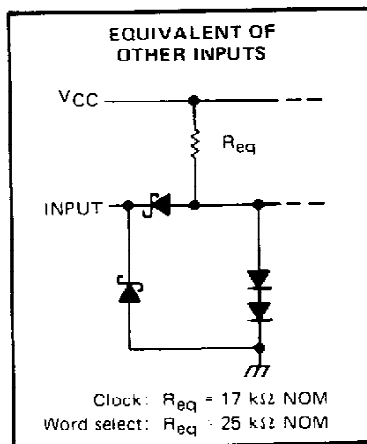 EQUIVALENT OF
OTHER INPUTS
VCC
Req
INPUT
Clock: Req = 17 kΩ NOM
Word select: Req = 25 kΩ NOM